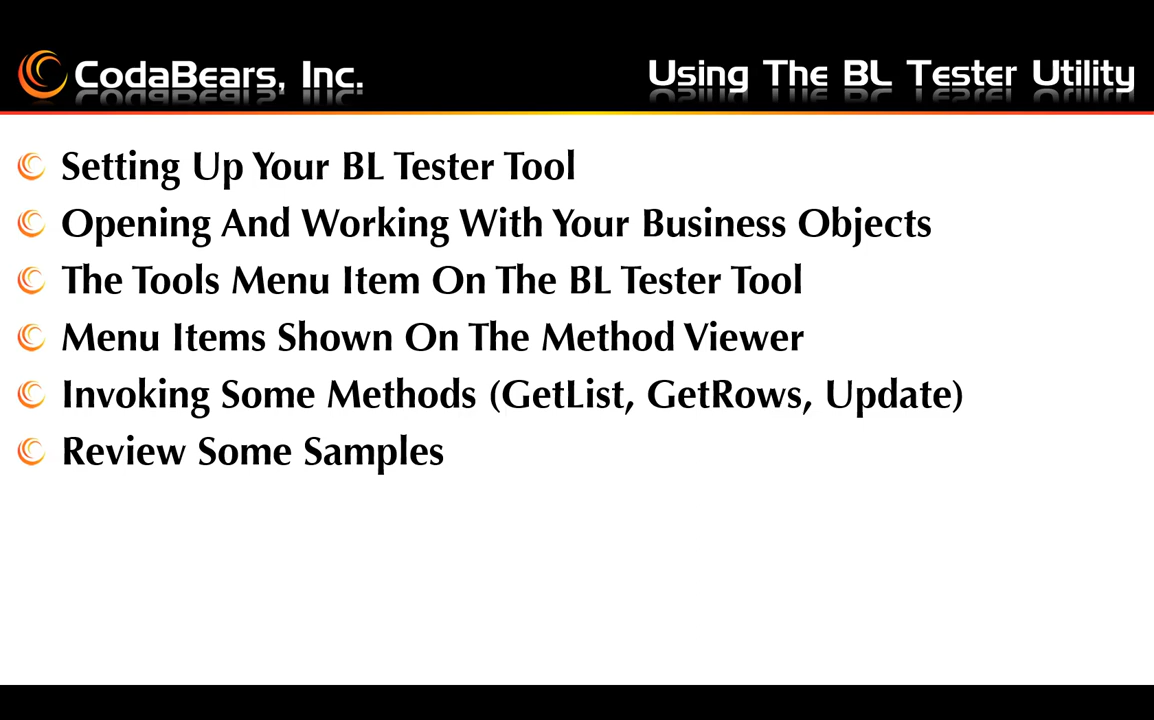 CodaBears, Inc.
Using The BL Tester Utility
Setting Up Your BL Tester Tool
Opening And Working With Your Business Objects
The Tools Menu Item On The BL Tester Tool
Menu Items Shown On The Method Viewer
Invoking Some Methods (GetList, GetRows, Update)
Review Some Samples